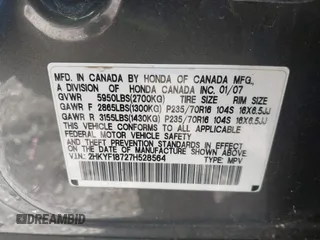 MFD. IN CANADA BY HONDA OF CANADA MFG.,
A DIVISION OF HONDA CANADA INC. 01/07
GVWR 5950LBS(2700KG) TIRE SIZE RIM SIZE
GAWR F 2865LBS(1300KG) P235/70R16 104S 16X6.5JJ
GAWR R 3155LBS(1430KG) P235/70R16 104S 16X6.5JJ
THIS VEHICLE CONFORMS TO ALL APPLICABLE
FEDERAL MOTOR VEHICLE SAFETY STANDARDS IN
EFFECT ON THE DATE OF MANUFACTURE SHOWN ABOVE.
V.I.N.: 2HKYF18727H528564 TYPE: MPV
DREAMBID